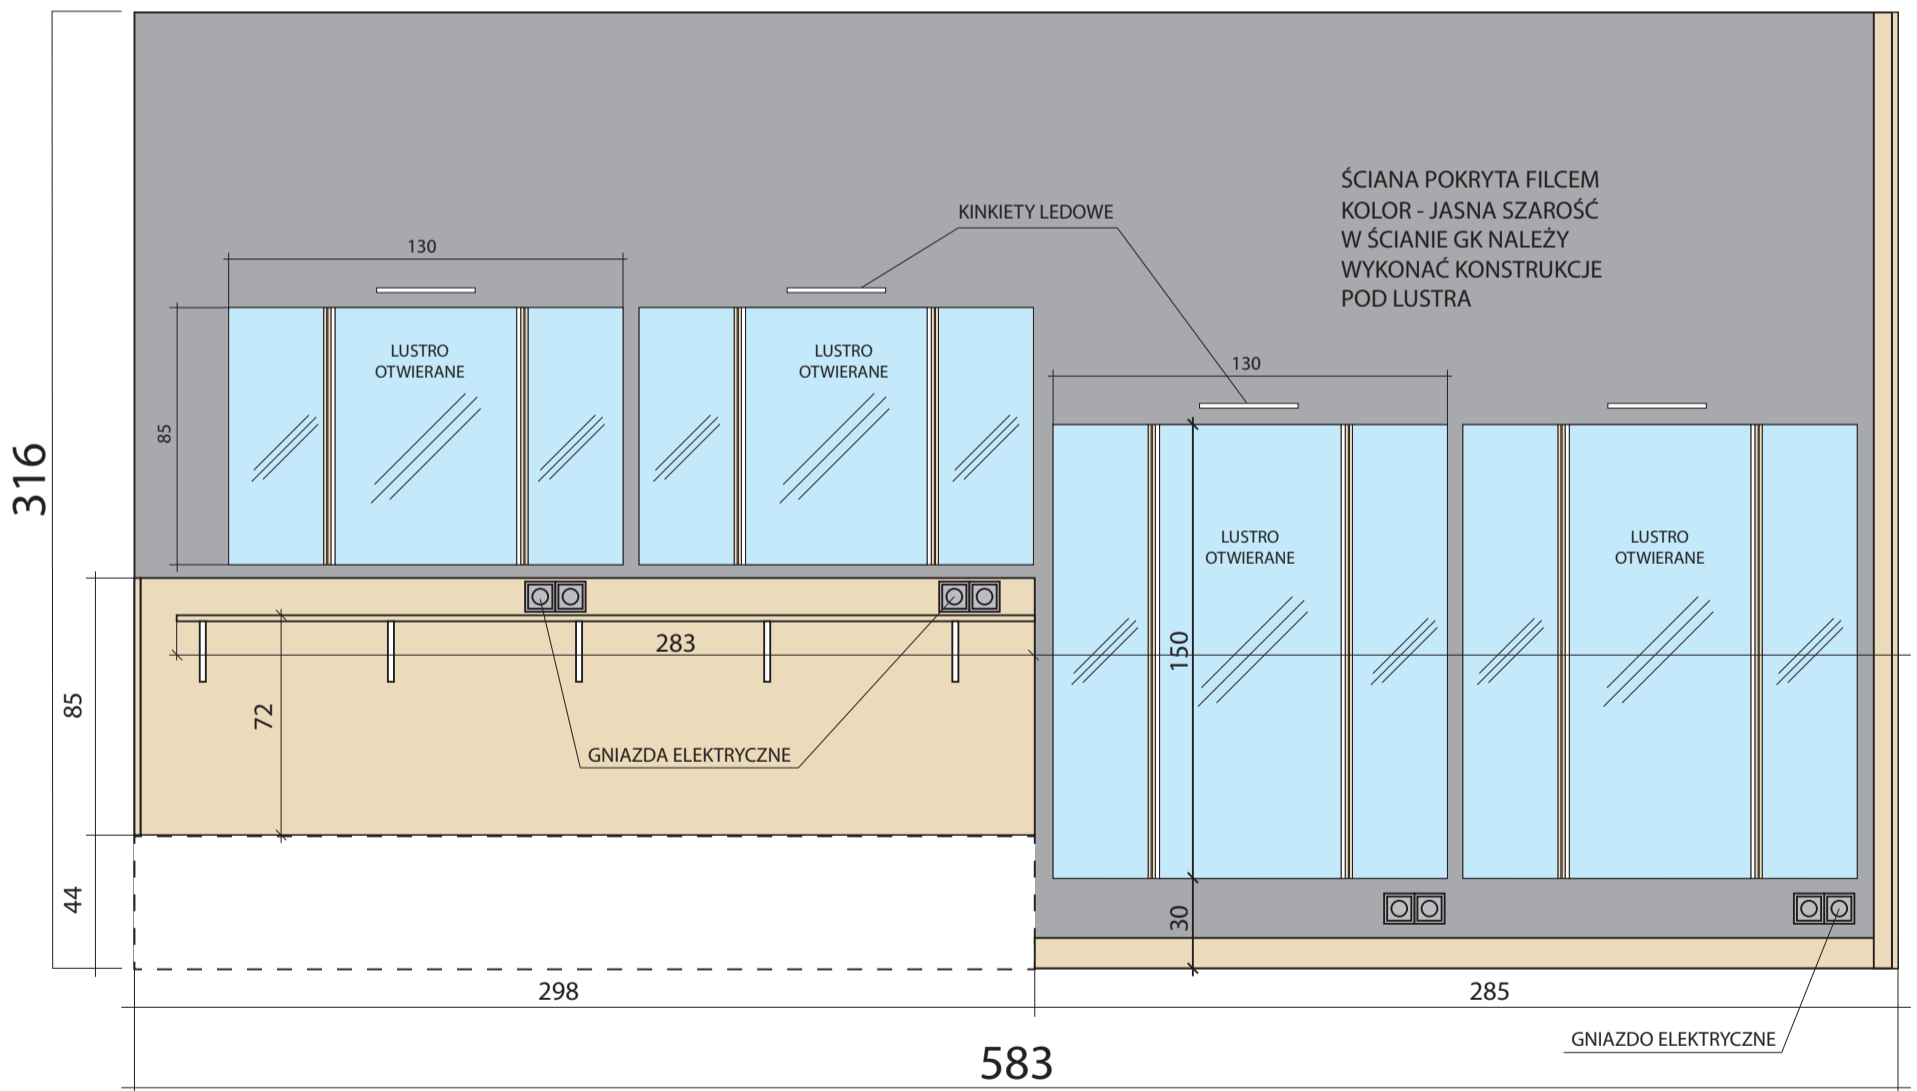 ŚCIANA POKRYTA FILCEM
KOLOR - JASNA SZAROŚĆ
W ŚCIANIE GK NALEŻY
WYKONAĆ KONSTRUKCJE
POD LUSTRA
KINKIETY LEDOWE
130
130
LUSTRO
OTWIERANE
LUSTRO
OTWIERANE
85
316
LUSTRO
OTWIERANE
LUSTRO
OTWIERANE
283
150
85
72
GNIAZDA ELEKTRYCZNE
44
30
298
285
GNIAZDO ELEKTRYCZNE
583